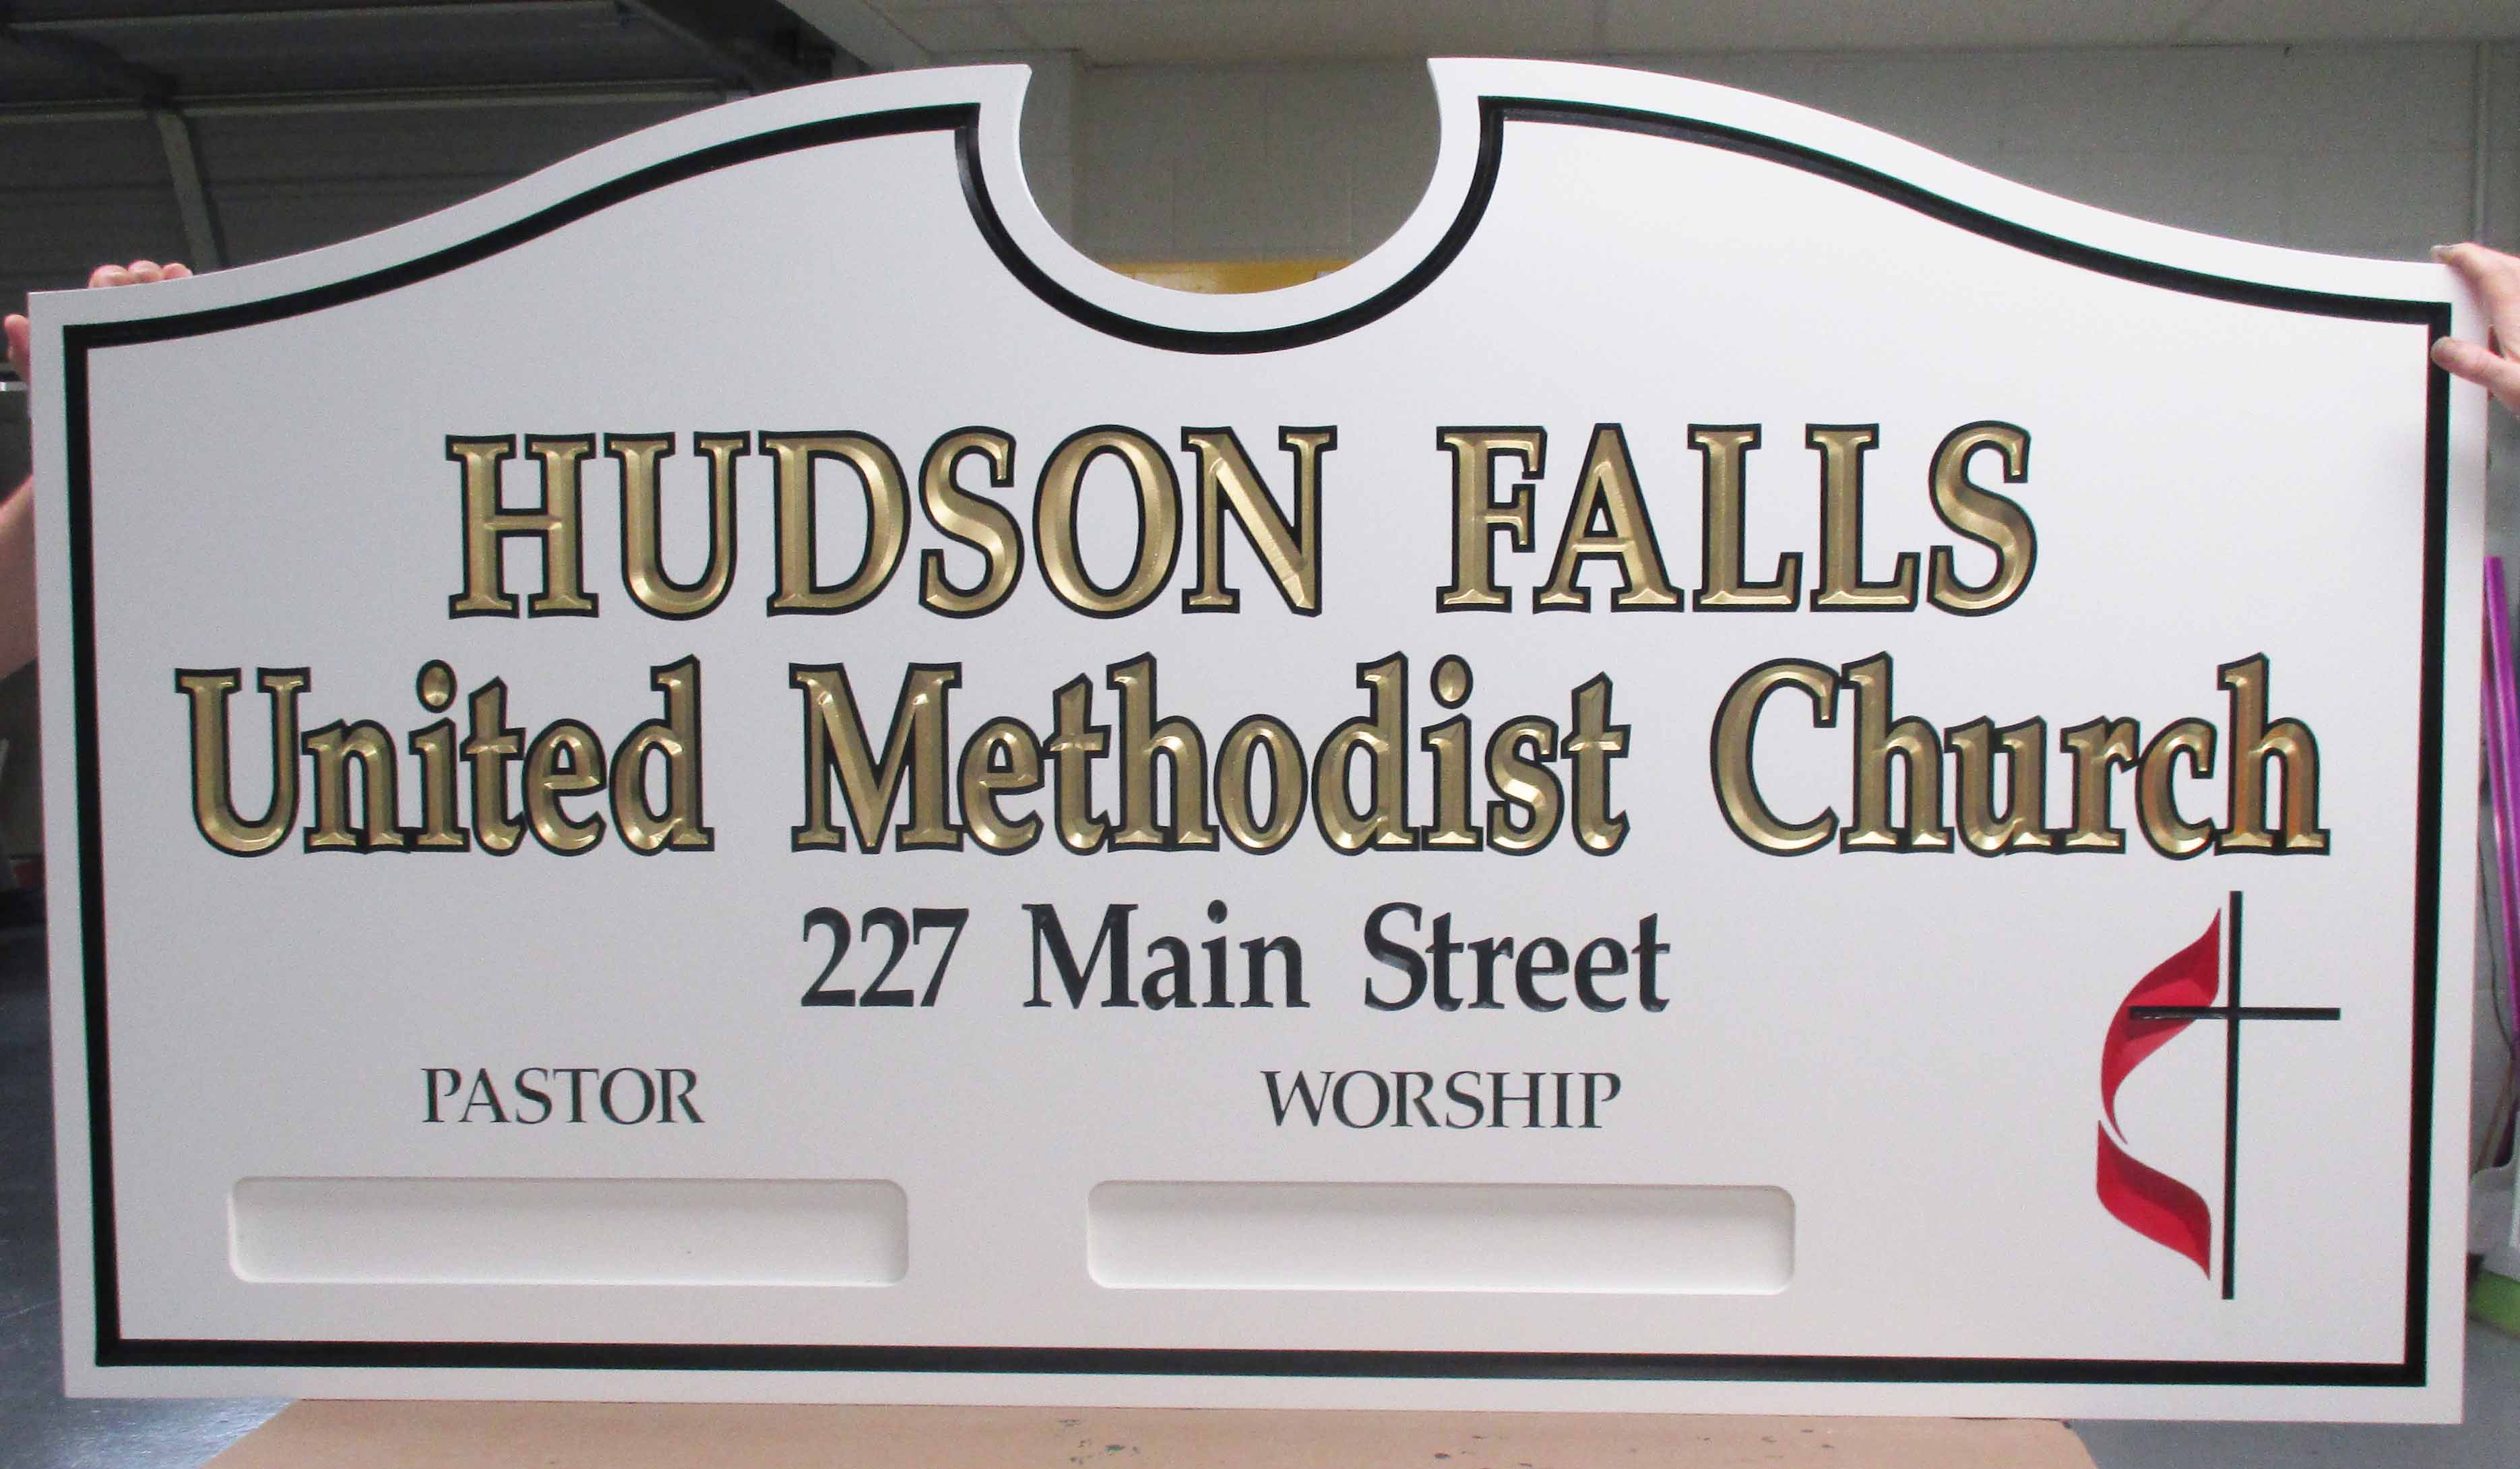 HUDSON FALLS
United Methodist Church
227 Main Street
PASTOR WORSHIP